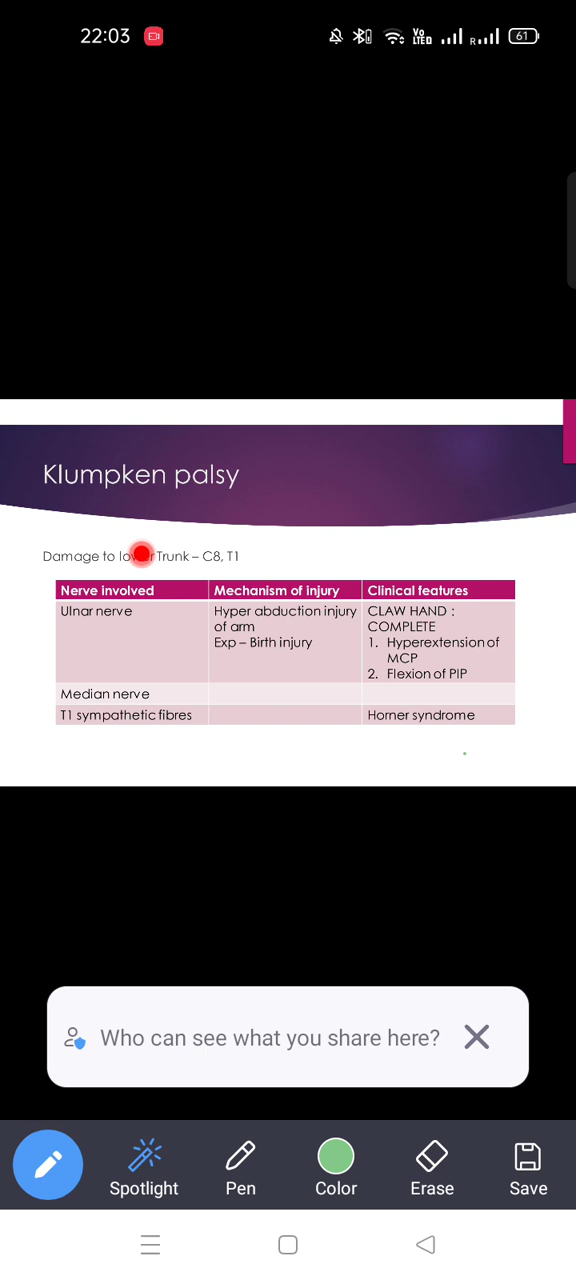 22:03
Vo
LTED
R
61
Klumpken palsy
Damage to lower Trunk – C8, T1
Nerve involved
Mechanism of injury
Clinical features
Ulnar nerve
Hyper abduction injury
of arm
Exp – Birth injury
CLAW HAND :
COMPLETE
1. Hyperextension of
MCP
2. Flexion of PIP
Median nerve
T1 sympathetic fibres
Horner syndrome
Who can see what you share here?
Spotlight
Pen
Color
Erase
Save